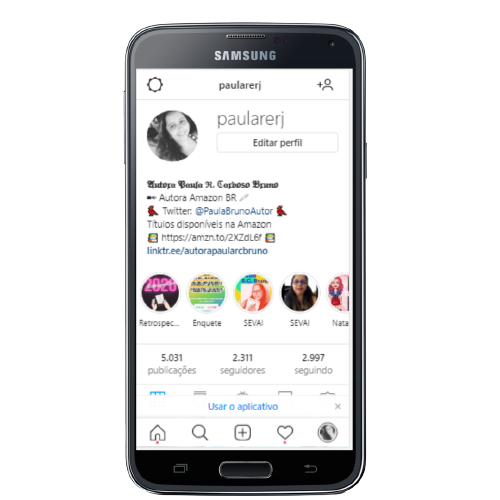 SAMSUNG
paularerj
paularerj
Editar perfil
Autora Paula R. Cardoso Bruno
Autora Amazon BR
Twitter: @PaulaBrunoAutor
Títulos disponíveis na Amazon
https://amzn.to/2XZdL6f
linktr.ee/autorapaularcbruno
2020
Retrospec... Enquete SEVAI SEVAI Nata
5.031 2.311 2.997
publicações seguidores seguindo
Usar o aplicativo ×